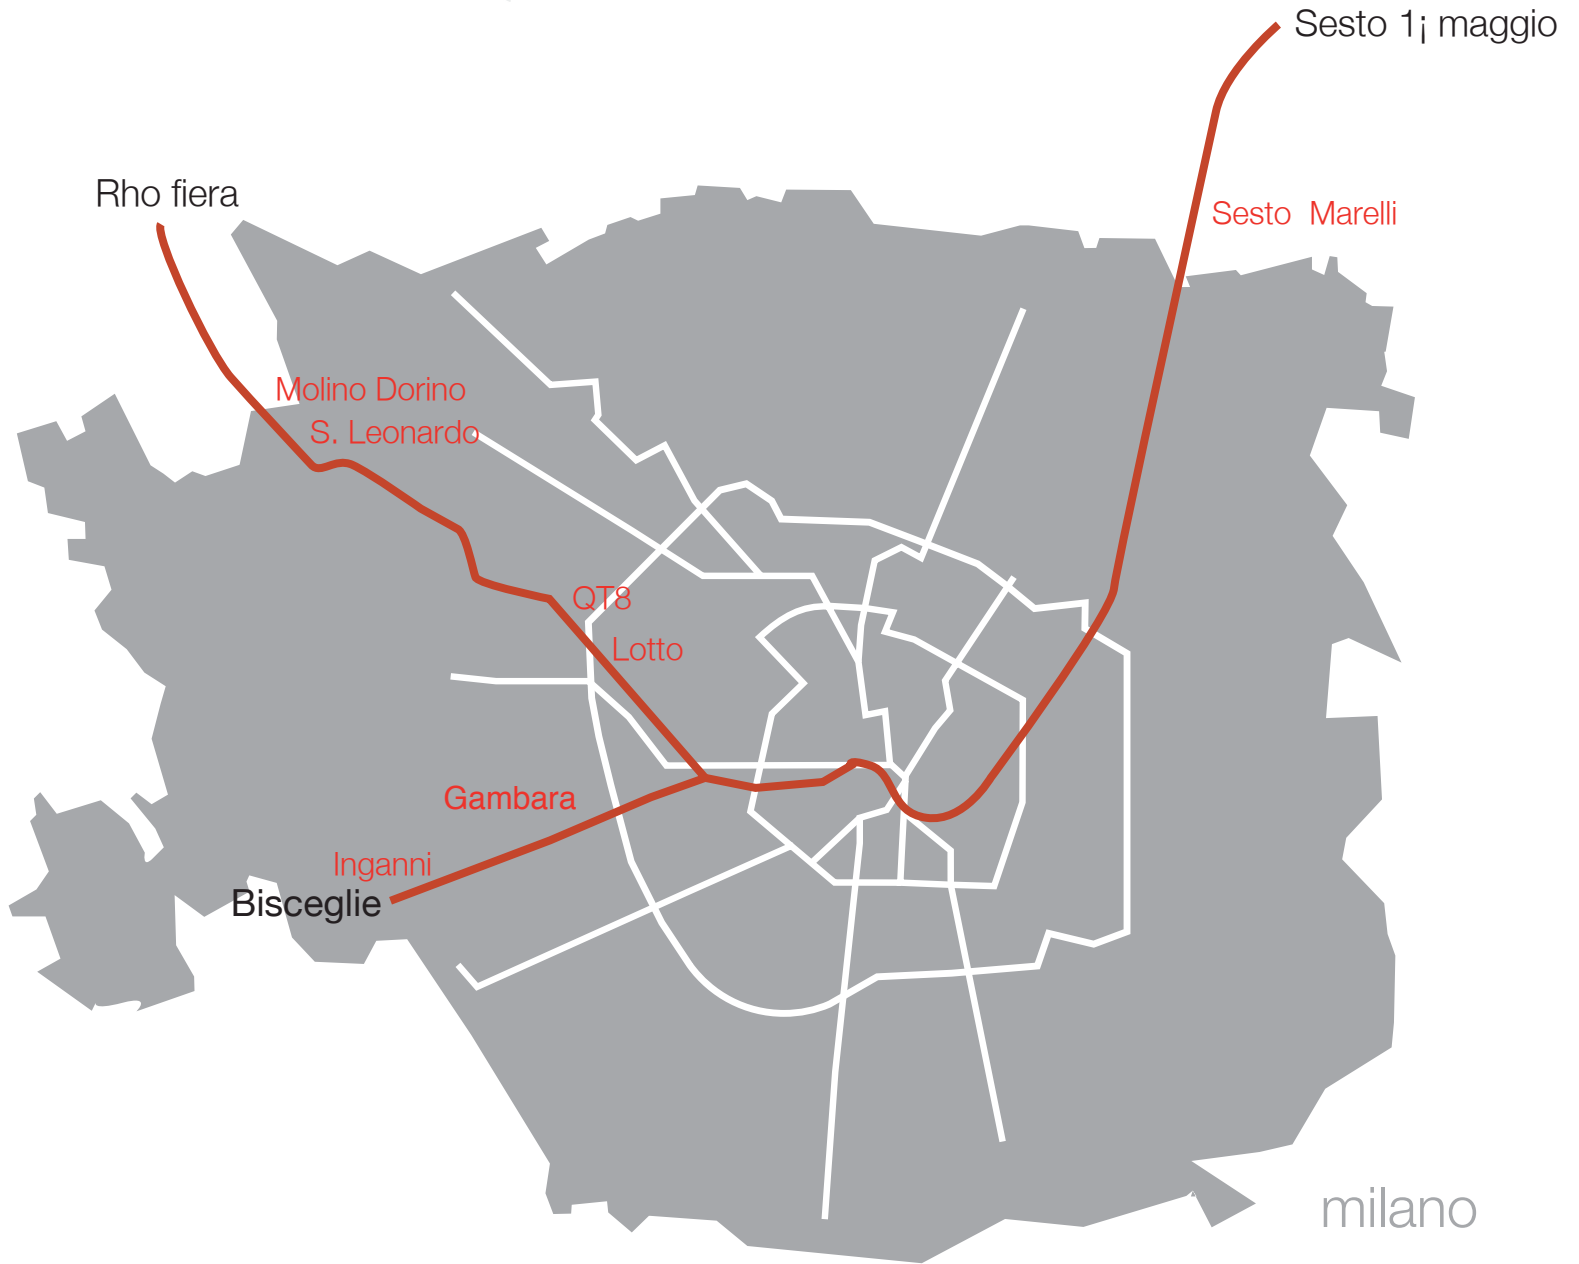 Sesto 1¡ maggio
Rho fiera
Sesto Marelli
Molino Dorino
S. Leonardo
QT8
Lotto
Gambara
Inganni
Bisceglie
milano